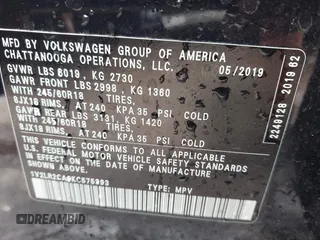 MFD. BY VOLKSWAGEN GROUP OF AMERICA
CHATTANOOGA OPERATIONS, LLC.
05/2019
GVWR LBS 6019 , KG 2730
GAWR FRONT LBS 2998 , KG 1360
WITH 245/60R18 TIRES,
8JX18 RIMS , AT 240 KPA 35 PSI COLD
GAWR REAR LBS 3131, KG 1420
WITH 245/60R18 TIRES,
8JX18 RIMS , AT 240 KPA 35 PSI COLD
THIS VEHICLE CONFORMS TO ALL APPLICABLE
U.S. FEDERAL MOTOR VEHICLE SAFETY STANDARDS
IN EFFECT ON THE DATE OF MANUFACTURE
SHOWN ABOVE
TYPE: MPV
2249128 2019 82